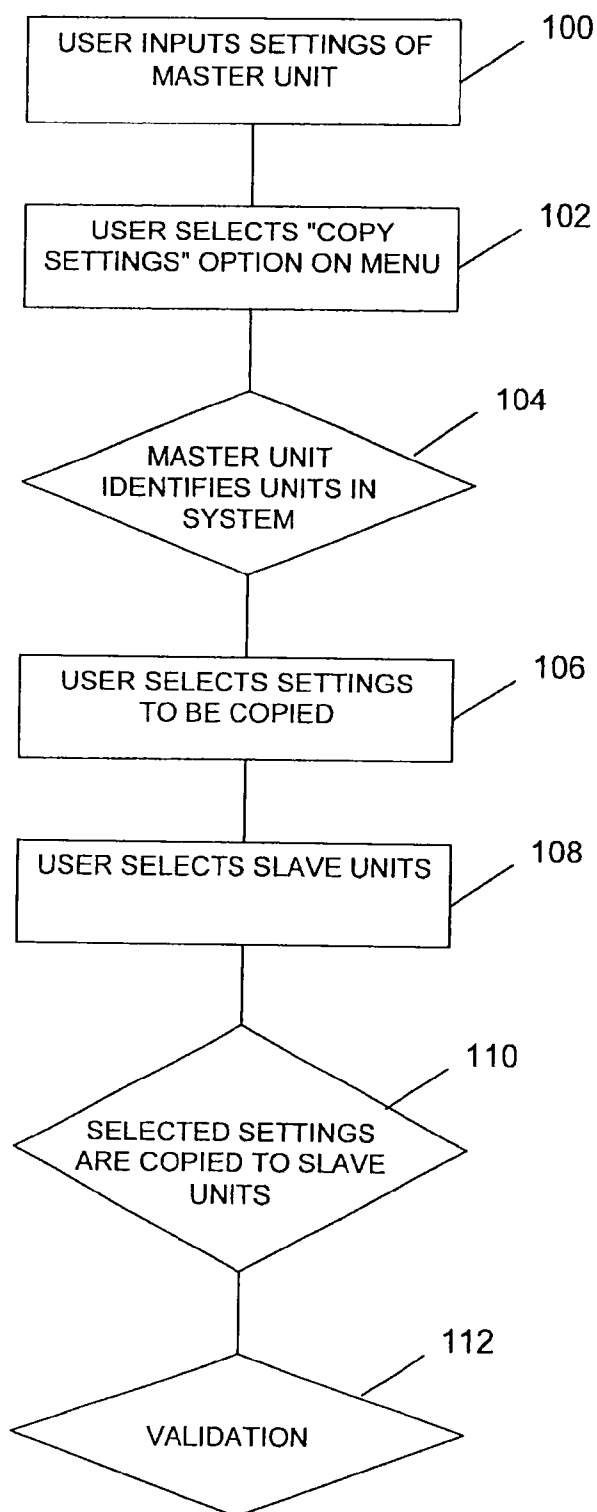 USER INPUTS SETTINGS OF
MASTER UNIT
100
USER SELECTS "COPY
SETTINGS" OPTION ON MENU
102
104
MASTER UNIT
IDENTIFIES UNITS IN
SYSTEM
USER SELECTS SETTINGS
TO BE COPIED
106
USER SELECTS SLAVE UNITS
108
110
SELECTED SETTINGS
ARE COPIED TO SLAVE
UNITS
112
VALIDATION